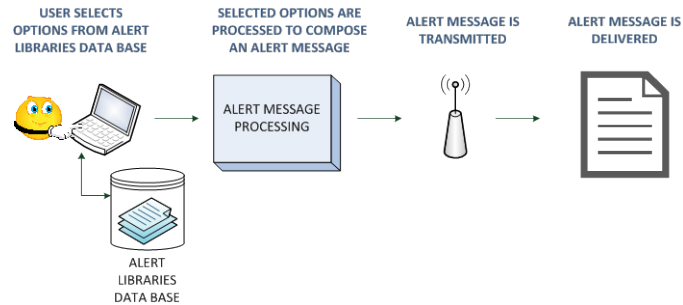 USER SELECTS
OPTIONS FROM ALERT
LIBRARIES DATA BASE
SELECTED OPTIONS ARE
PROCESSED TO COMPOSE
AN ALERT MESSAGE
ALERT MESSAGE IS
TRANSMITTED
ALERT MESSAGE IS
DELIVERED
ALERT MESSAGE
PROCESSING
ALERT
LIBRARIES
DATA BASE